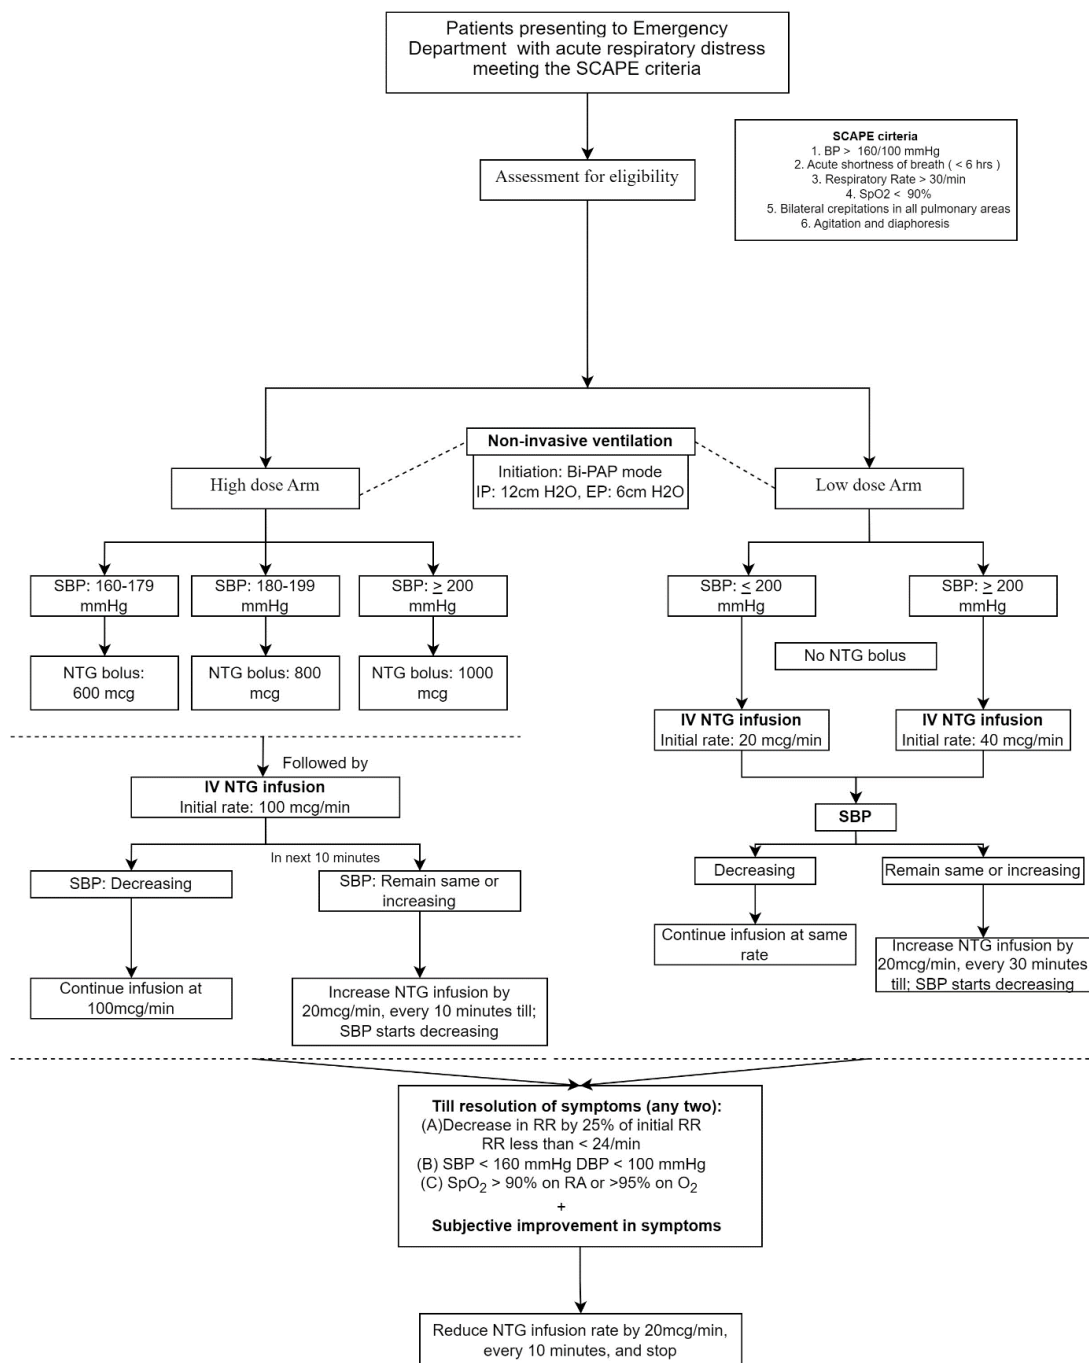 Patients presenting to Emergency
Department with acute respiratory distress
meeting the SCAPE criteria
SCAPE cirteria
1. BP > 160/100 mmHg
2. Acute shortness of breath ( < 6 hrs )
3. Respiratory Rate > 30/min
4. SpO2 < 90%
5. Bilateral crepitations in all pulmonary areas
6. Agitation and diaphoresis
Assessment for eligibility
Non-invasive ventilation
Initiation: Bi-PAP mode
IP: 12cm H2O, EP: 6cm H2O
High dose Arm
Low dose Arm
SBP: 160-179
mmHg
SBP: 180-199
mmHg
SBP: ≥ 200
mmHg
SBP: ≤ 200
mmHg
SBP: ≥ 200
mmHg
NTG bolus:
600 mcg
NTG bolus: 800
mcg
NTG bolus: 1000
mcg
No NTG bolus
IV NTG infusion
Initial rate: 20 mcg/min
IV NTG infusion
Initial rate: 40 mcg/min
Followed by
IV NTG infusion
Initial rate: 100 mcg/min
SBP
In next 10 minutes
SBP: Decreasing
SBP: Remain same or
increasing
Decreasing
Remain same or increasing
Continue infusion at same
rate
Increase NTG infusion by
20mcg/min, every 30 minutes
till; SBP starts decreasing
Continue infusion at
100mcg/min
Increase NTG infusion by
20mcg/min, every 10 minutes till;
SBP starts decreasing
Till resolution of symptoms (any two):
(A)Decrease in RR by 25% of initial RR
RR less than < 24/min
(B) SBP < 160 mmHg DBP < 100 mmHg
(C) SpO₂ > 90% on RA or >95% on O₂
+
Subjective improvement in symptoms
Reduce NTG infusion rate by 20mcg/min,
every 10 minutes, and stop